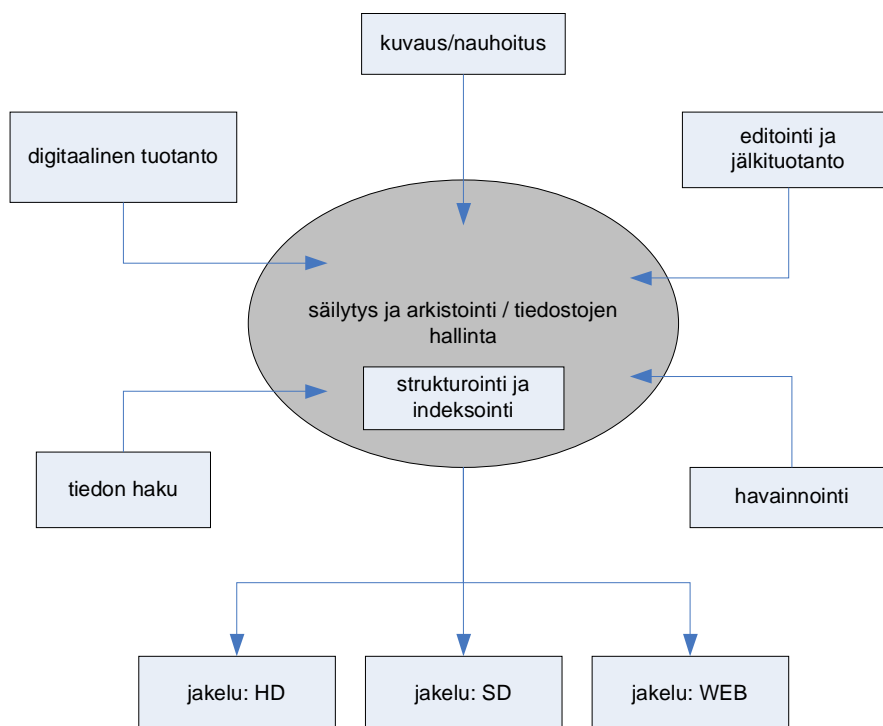 kuvaus/nauhoitus
digitaalinen tuotanto
editointi ja
jälkituotanto
säilytys ja arkistointi / tiedostojen
hallinta
strukturointi ja
indeksointi
tiedon haku
havainnointi
jakelu: HD
jakelu: SD
jakelu: WEB